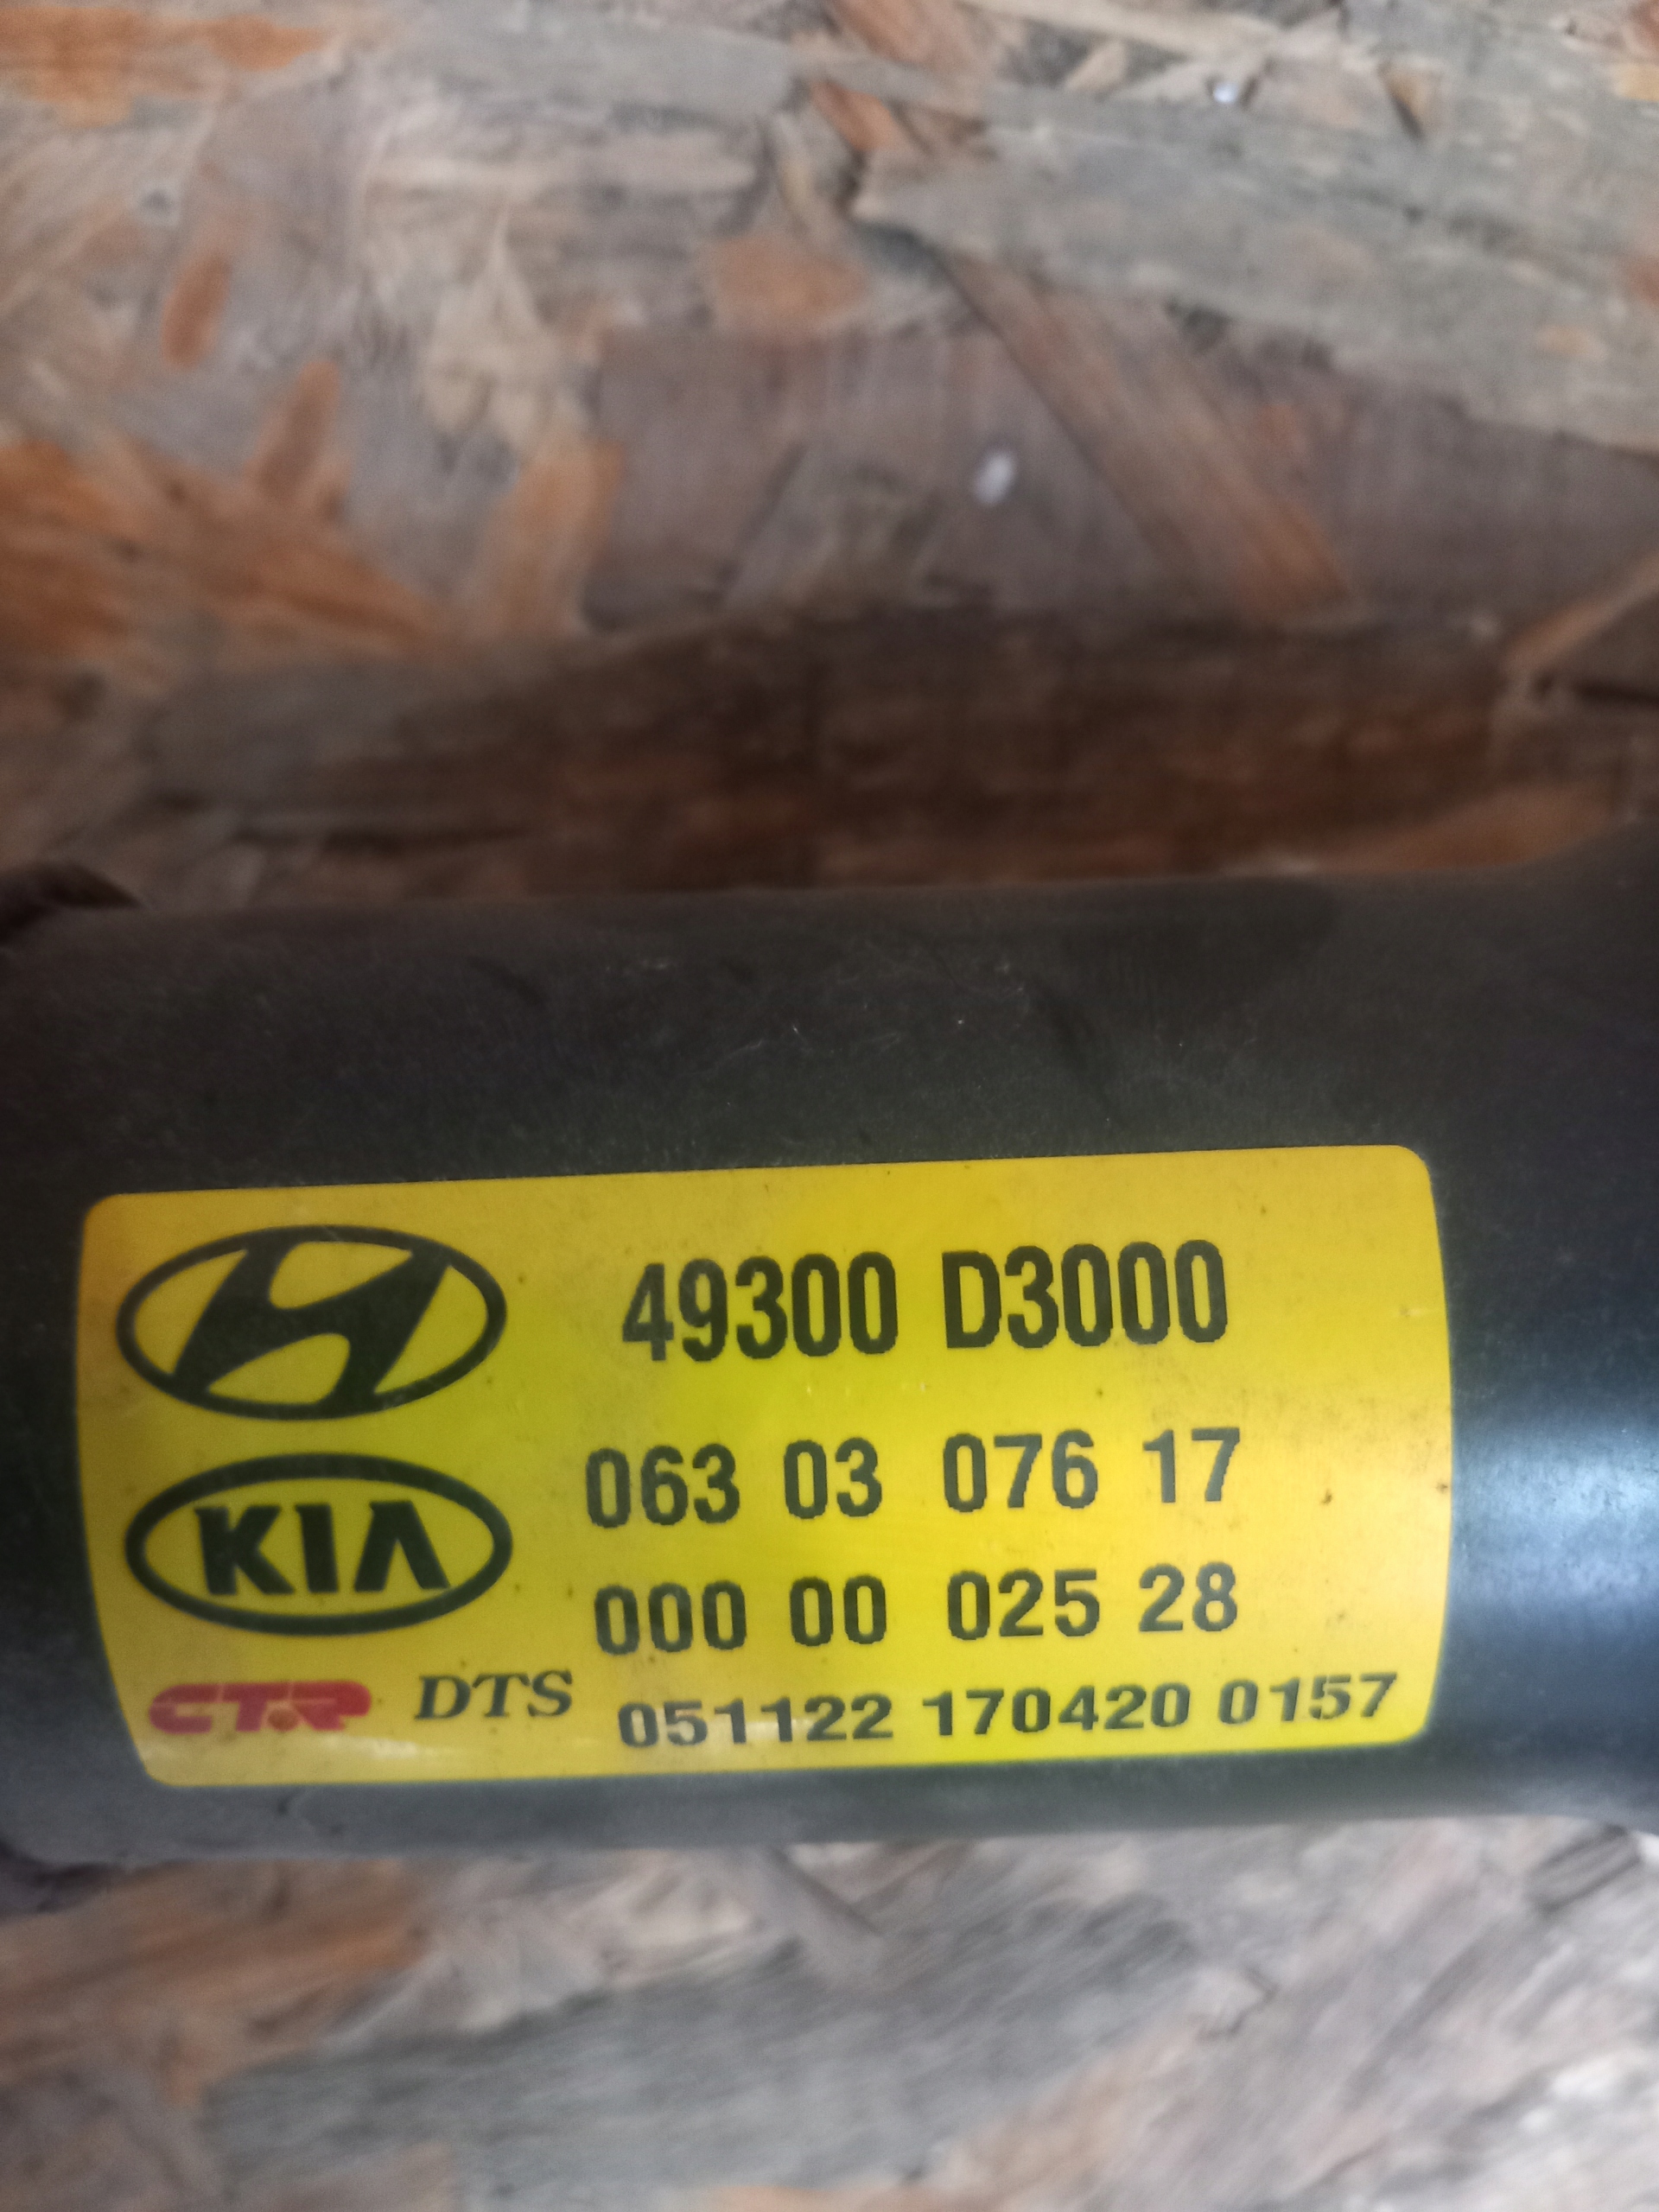 49300 D3000
063 03 076 17
KIA
000 00 025 28
CTR DTS 051122 170420 0157